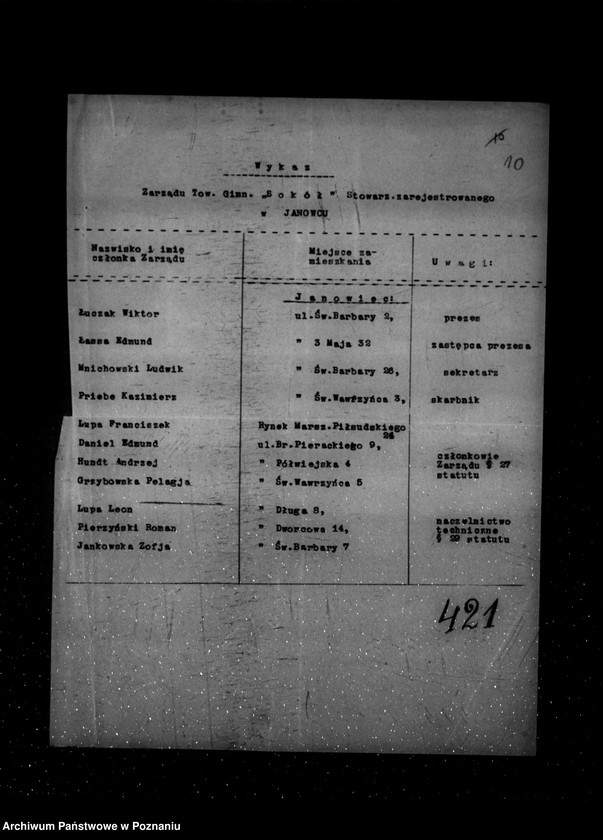 15
10
Wykaz
Zarządu Tow. Gimn. „Sokół" Stowarz.zarejestrowanego
w JANOWCU
Nazwisko i imię członka Zarządu
Miejsce za-
mieszkania
Uwagi:
Janowiec:
Łuczak Wiktor ul.Św.Barbary 2, prezes
Łassa Edmund " 3 Maja 32 zastępca prezesa
Mnichowski Ludwik " Św.Barbary 26, sekretarz
Priebe Kazimierz " Św.Wawrzyńca 3, skarbnik
Lupa Franciszek Rynek Marsz.Piłsudskiego 24
Daniel Edmund ul.Br.Pierackiego 9,
Hundt Andrzej " Półwiejska 4
Grzybowska Pelagja " Św.Wawrzyńca 5
członkowie
Zarządu § 27
statutu
Lupa Leon " Długa 8,
Pierzyński Roman " Dworcowa 14,
Jankowska Zofja " Św.Barbary 7
naczelnictwo
techniczne
§ 29 statutu
421
Archiwum Państwowe w Poznaniu